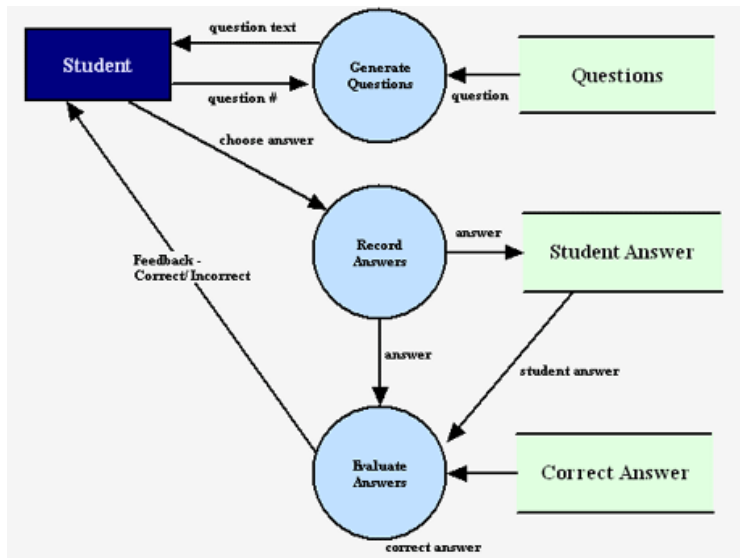 question text
Student
Generate
Questions
Questions
question #
question
choose answer
Record
Answers
answer
Student Answer
Feedback -
Correct/Incorrect
answer
student answer
Evaluate
Answers
Correct Answer
correct answer